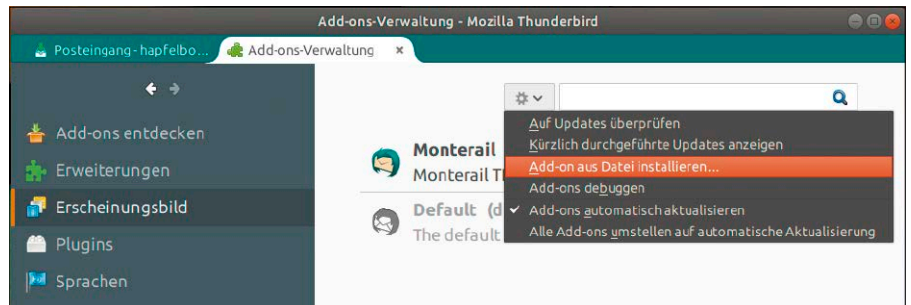 Add-ons-Verwaltung - Mozilla Thunderbird
Posteingang - hapfelbo...
Add-ons-Verwaltung
Add-ons entdecken
Erweiterungen
Erscheinungsbild
Plugins
Sprachen
Auf Updates überprüfen
Kürzlich durchgeführte Updates anzeigen
Add-on aus Datei installieren...
Add-ons debuggen
Add-ons automatisch aktualisieren
Alle Add-ons umstellen auf automatische Aktualisierung
Monterail
Monterail T
Default (d
The default